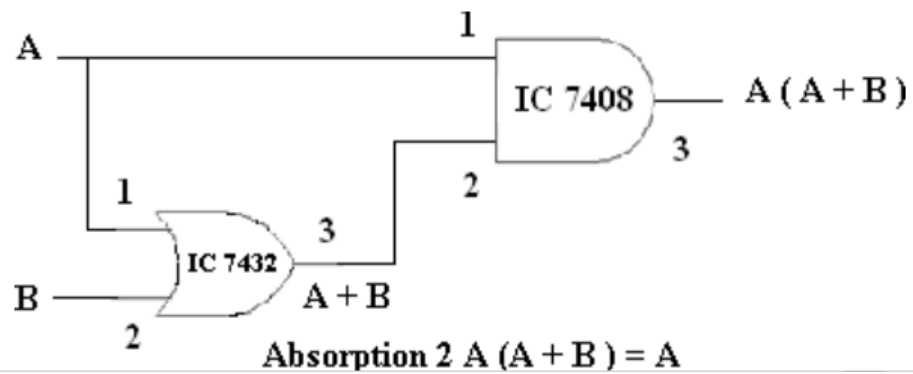 1
A
IC 7408
A ( A + B )
3
2
1
3
IC 7432
B
A + B
2
Absorption 2 A (A + B ) = A